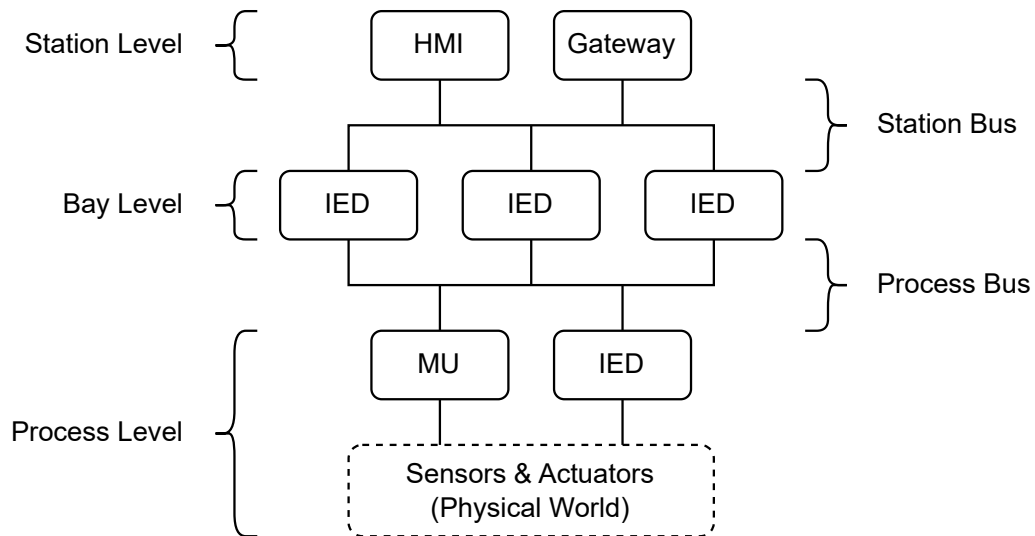 Station Level
HMI
Gateway
Station Bus
Bay Level
IED
IED
IED
Process Bus
MU
IED
Process Level
Sensors & Actuators
(Physical World)